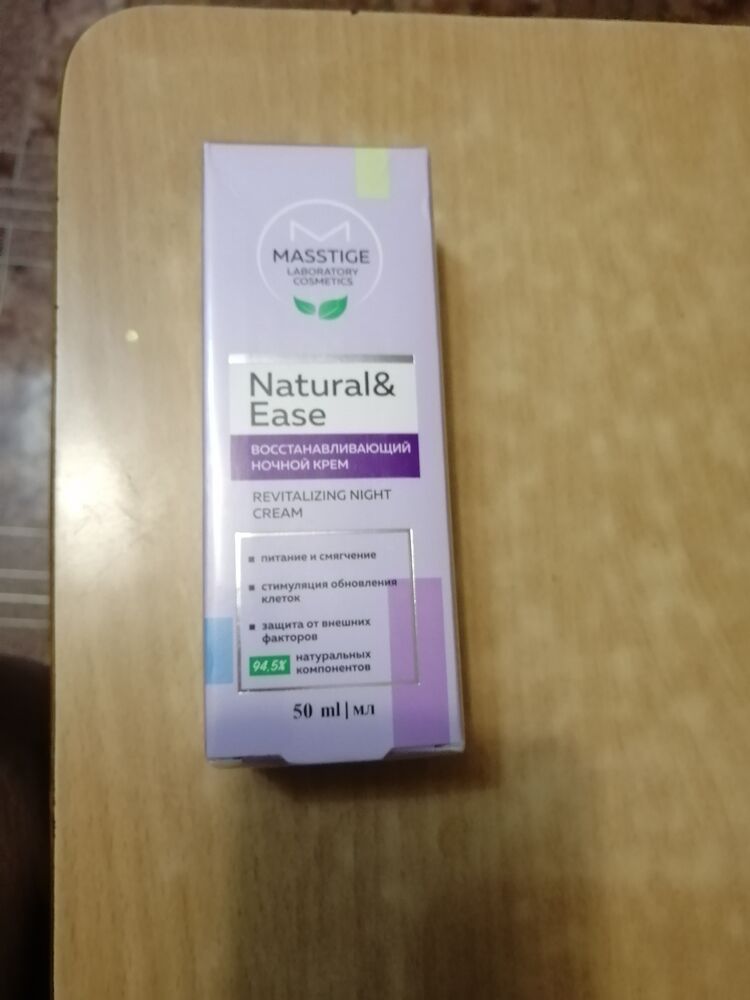 MASSTIGE
LABORATORY
COSMETICS
Natural&
Ease
ВОССТАНАВЛИВАЮЩИЙ
НОЧНОЙ КРЕМ
REVITALIZING NIGHT
CREAM
питание и смягчение
стимуляция обновления
клеток
защита от внешних
факторов
94,5% натуральных
компонентов
50 ml | мл